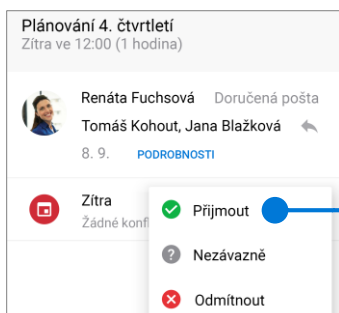 Plánování 4. čtvrtletí
Zítra ve 12:00 (1 hodina)
Renáta Fuchsová Doručená pošta
Tomáš Kohout, Jana Blažková
8. 9. PODROBNOSTI
Zítra
Žádné konfl
Přijmout
Nezávazně
Odmítnout